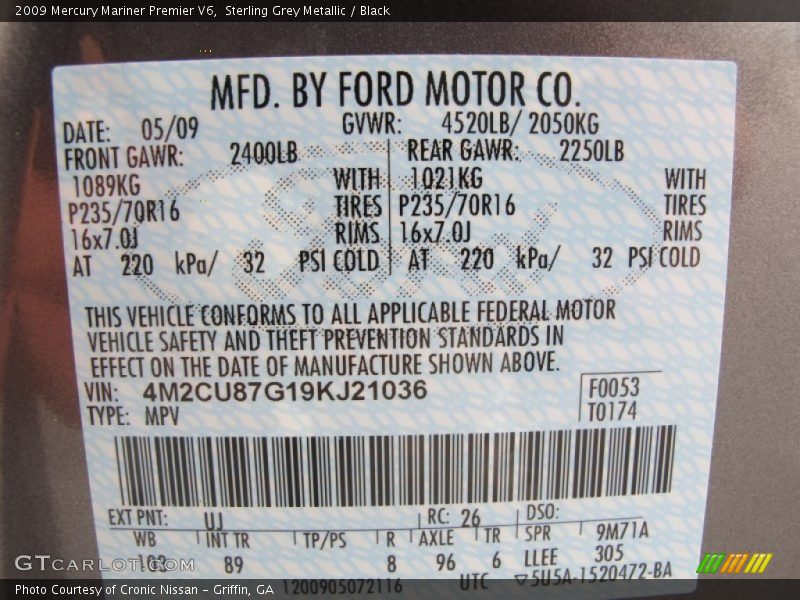 2009 Mercury Mariner Premier V6,  Sterling Grey Metallic / Black
MFD. BY FORD MOTOR CO.
DATE: 05/09 GVWR: 4520LB/ 2050KG
FRONT GAWR: 2400LB REAR GAWR: 2250LB
1089KG WITH 1021KG WITH
P235/70R16 TIRES P235/70R16 TIRES
16x7.0J RIMS 16x7.0J RIMS
AT 220 kPa/ 32 PSI COLD AT 220 kPa/ 32 PSI COLD
THIS VEHICLE CONFORMS TO ALL APPLICABLE FEDERAL MOTOR
VEHICLE SAFETY AND THEFT PREVENTION STANDARDS IN
EFFECT ON THE DATE OF MANUFACTURE SHOWN ABOVE.
VIN: 4M2CU87G19KJ21036 F0053
TYPE: MPV T0174
EXT PNT: UJ RC: 26 DSO:
WB INT TR TP/PS R AXLE TR SPR 9M71A
103 89 8 96 6 LLEE 305
GTCARLOT.COM
UTC 5U5A-1520472-BA
Photo Courtesy of Cronic Nissan – Griffin, GA 1200905072116